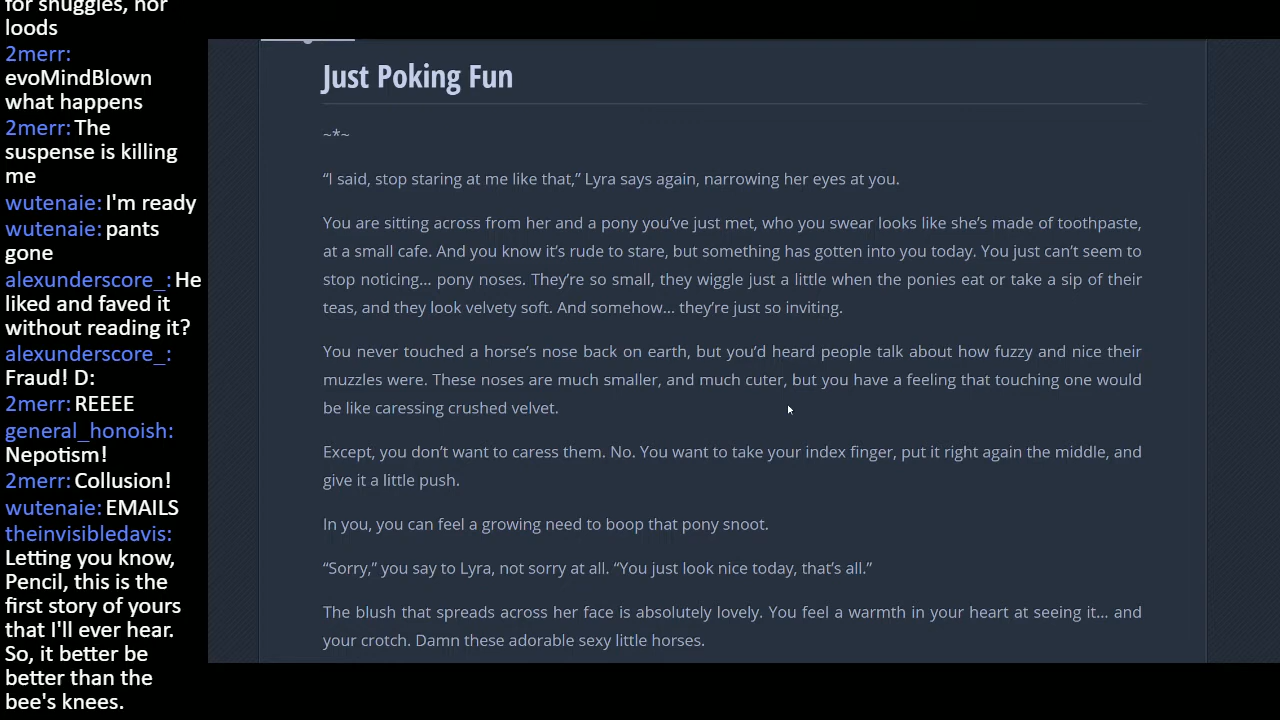 for snuggles, nor
loods
2merr:
evoMindBlown
what happens
2merr: The
suspense is killing
me
wutenaie: I'm ready
wutenaie: pants
gone
alexunderscore_: He
liked and faved it
without reading it?
alexunderscore_:
Fraud! D:
2merr: REEEE
general_honoish:
Nepotism!
2merr: Collusion!
wutenaie: EMAILS
theinvisibledavis:
Letting you know,
Pencil, this is the
first story of yours
that I'll ever hear.
So, it better be
better than the
bee's knees.
Just Poking Fun
~*~
“I said, stop staring at me like that,” Lyra says again, narrowing her eyes at you.
You are sitting across from her and a pony you’ve just met, who you swear looks like she’s made of toothpaste,
at a small cafe. And you know it’s rude to stare, but something has gotten into you today. You just can’t seem to
stop noticing… pony noses. They’re so small, they wiggle just a little when the ponies eat or take a sip of their
teas, and they look velvety soft. And somehow… they’re just so inviting.
You never touched a horse’s nose back on earth, but you’d heard people talk about how fuzzy and nice their
muzzles were. These noses are much smaller, and much cuter, but you have a feeling that touching one would
be like caressing crushed velvet.
Except, you don’t want to caress them. No. You want to take your index finger, put it right again the middle, and
give it a little push.
In you, you can feel a growing need to boop that pony snoot.
“Sorry,” you say to Lyra, not sorry at all. “You just look nice today, that’s all.”
The blush that spreads across her face is absolutely lovely. You feel a warmth in your heart at seeing it… and
your crotch. Damn these adorable sexy little horses.